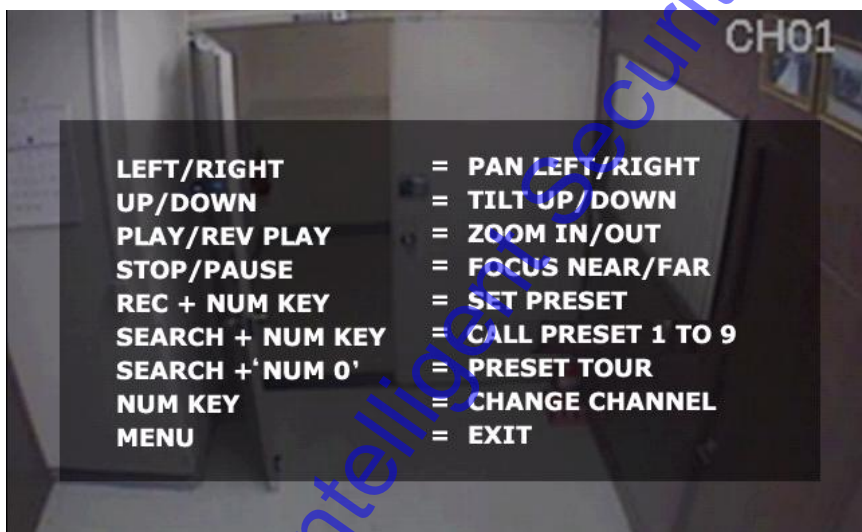 CH01
LEFT/RIGHT = PAN LEFT/RIGHT
UP/DOWN = TILT UP/DOWN
PLAY/REV PLAY = ZOOM IN/OUT
STOP/PAUSE = FOCUS NEAR/FAR
REC + NUM KEY = SET PRESET
SEARCH + NUM KEY = CALL PRESET 1 TO 9
SEARCH +‘NUM 0' = PRESET TOUR
NUM KEY = CHANGE CHANNEL
MENU = EXIT
ntelligent Securit